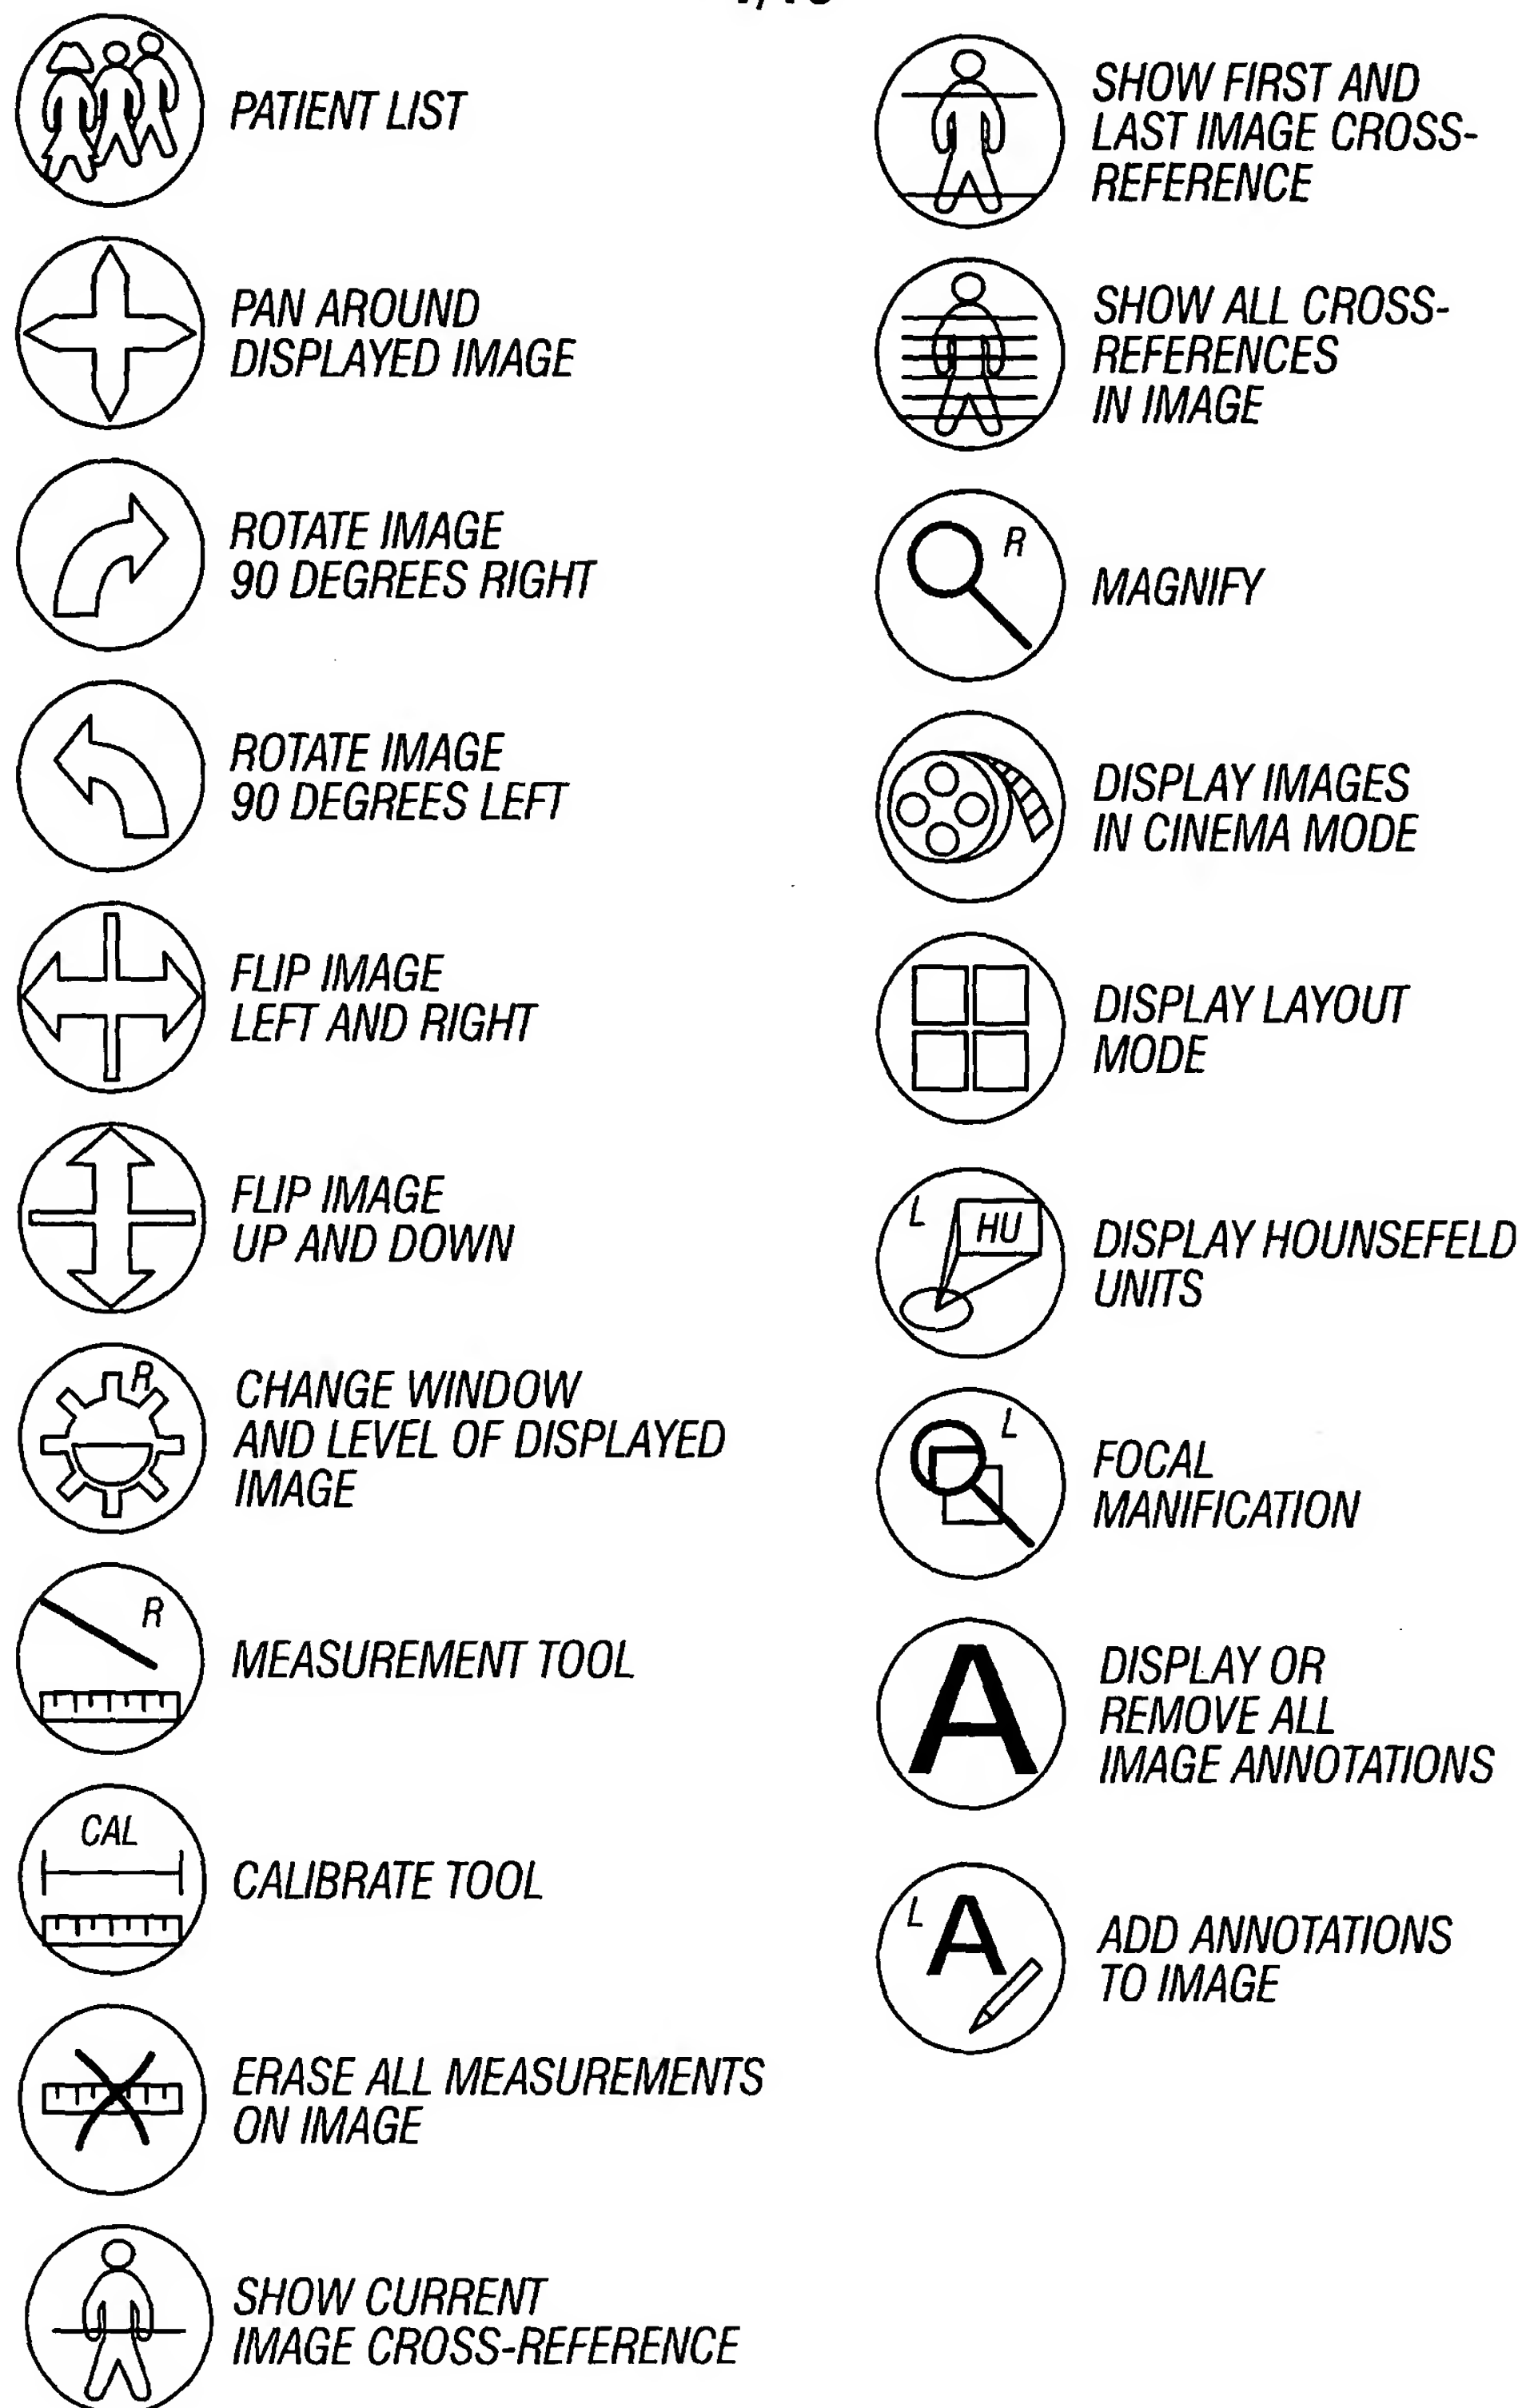 PATIENT LIST
PAN AROUND
DISPLAYED IMAGE
ROTATE IMAGE
90 DEGREES RIGHT
ROTATE IMAGE
90 DEGREES LEFT
FLIP IMAGE
LEFT AND RIGHT
FLIP IMAGE
UP AND DOWN
R
CHANGE WINDOW
AND LEVEL OF DISPLAYED
IMAGE
R
MEASUREMENT TOOL
CAL
CALIBRATE TOOL
ERASE ALL MEASUREMENTS
ON IMAGE
SHOW CURRENT
IMAGE CROSS-REFERENCE
SHOW FIRST AND
LAST IMAGE CROSS-
REFERENCE
SHOW ALL CROSS-
REFERENCES
IN IMAGE
R
MAGNIFY
DISPLAY IMAGES
IN CINEMA MODE
DISPLAY LAYOUT
MODE
L
HU
DISPLAY HOUNSEFELD
UNITS
L
FOCAL
MANIFICATION
A
DISPLAY OR
REMOVE ALL
IMAGE ANNOTATIONS
L A
ADD ANNOTATIONS
TO IMAGE